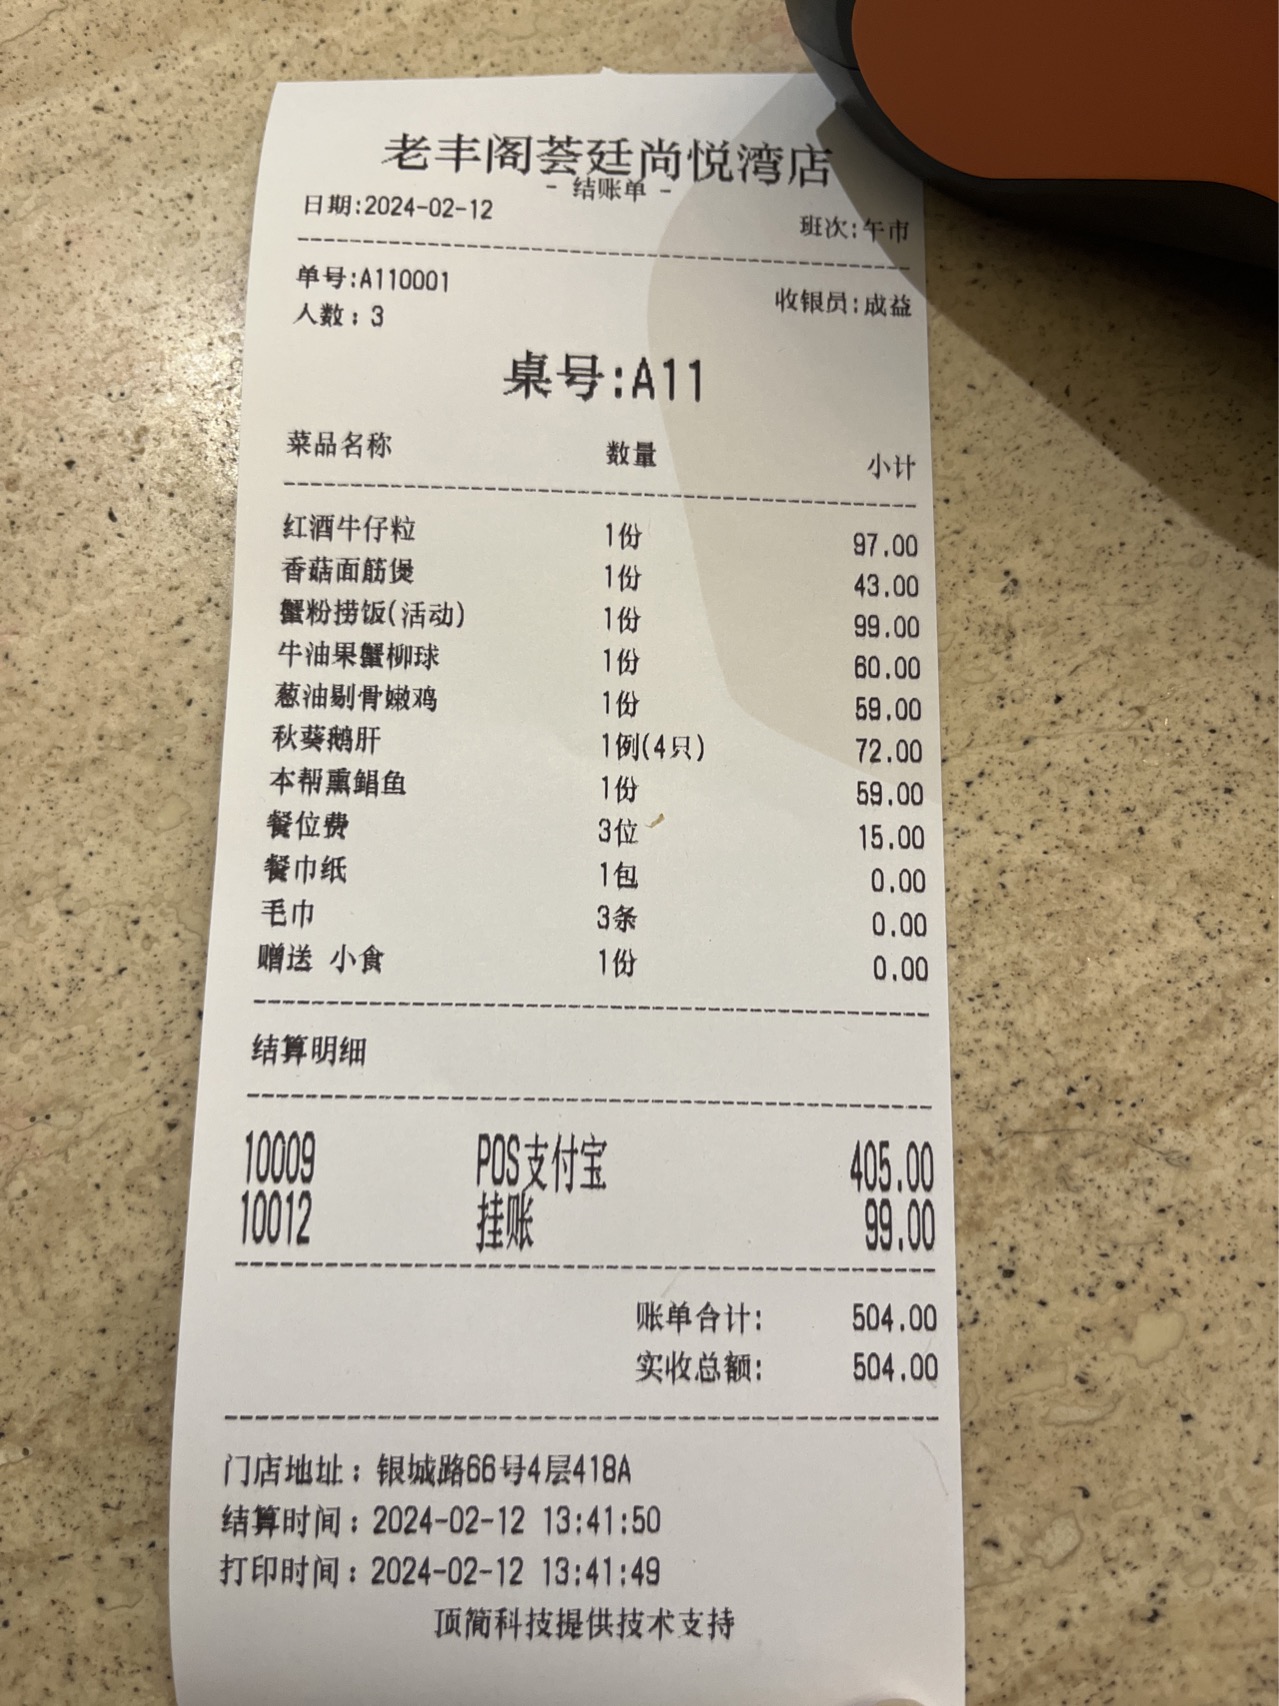 老丰阁荟廷尚悦湾店
- 结账单 -
日期:2024-02-12 班次:午市
单号:A110001
人数：3 收银员:成益
桌号:A11
菜品名称 数量 小计
红酒牛仔粒 1份 97.00
香菇面筋煲 1份 43.00
蟹粉捞饭(活动) 1份 99.00
牛油果蟹柳球 1份 60.00
葱油剔骨嫩鸡 1份 59.00
秋葵鹅肝 1例(4只) 72.00
本帮熏鲳鱼 1份 59.00
餐位费 3位 15.00
餐巾纸 1包 0.00
毛巾 3条 0.00
赠送 小食 1份 0.00
结算明细
10009 POS支付宝 405.00
10012 挂账 99.00
账单合计: 504.00
实收总额: 504.00
门店地址：银城路66号4层418A
结算时间：2024-02-12 13:41:50
打印时间：2024-02-12 13:41:49
顶简科技提供技术支持